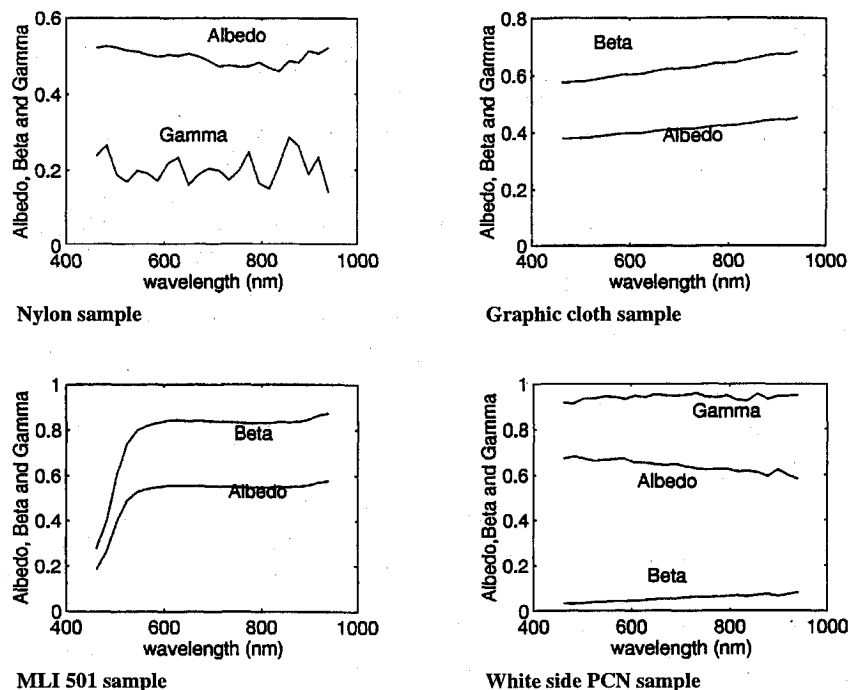 Albedo, Beta and Gamma
0.6
0.4
0.2
0
Albedo
Gamma
400 600 800 1000
wavelength (nm)
Nylon sample
Albedo, Beta and Gamma
0.8
0.6
0.4
0.2
0
Beta
Albedo
400 600 800 1000
wavelength (nm)
Graphic cloth sample
Albedo, Beta and Gamma
1
0.8
0.6
0.4
0.2
0
Beta
Albedo
400 600 800 1000
wavelength (nm)
MLI 501 sample
Albedo,Beta and Gamma
1
0.8
0.6
0.4
0.2
0
Gamma
Albedo
Beta
400 600 800 1000
wavelength (nm)
White side PCN sample